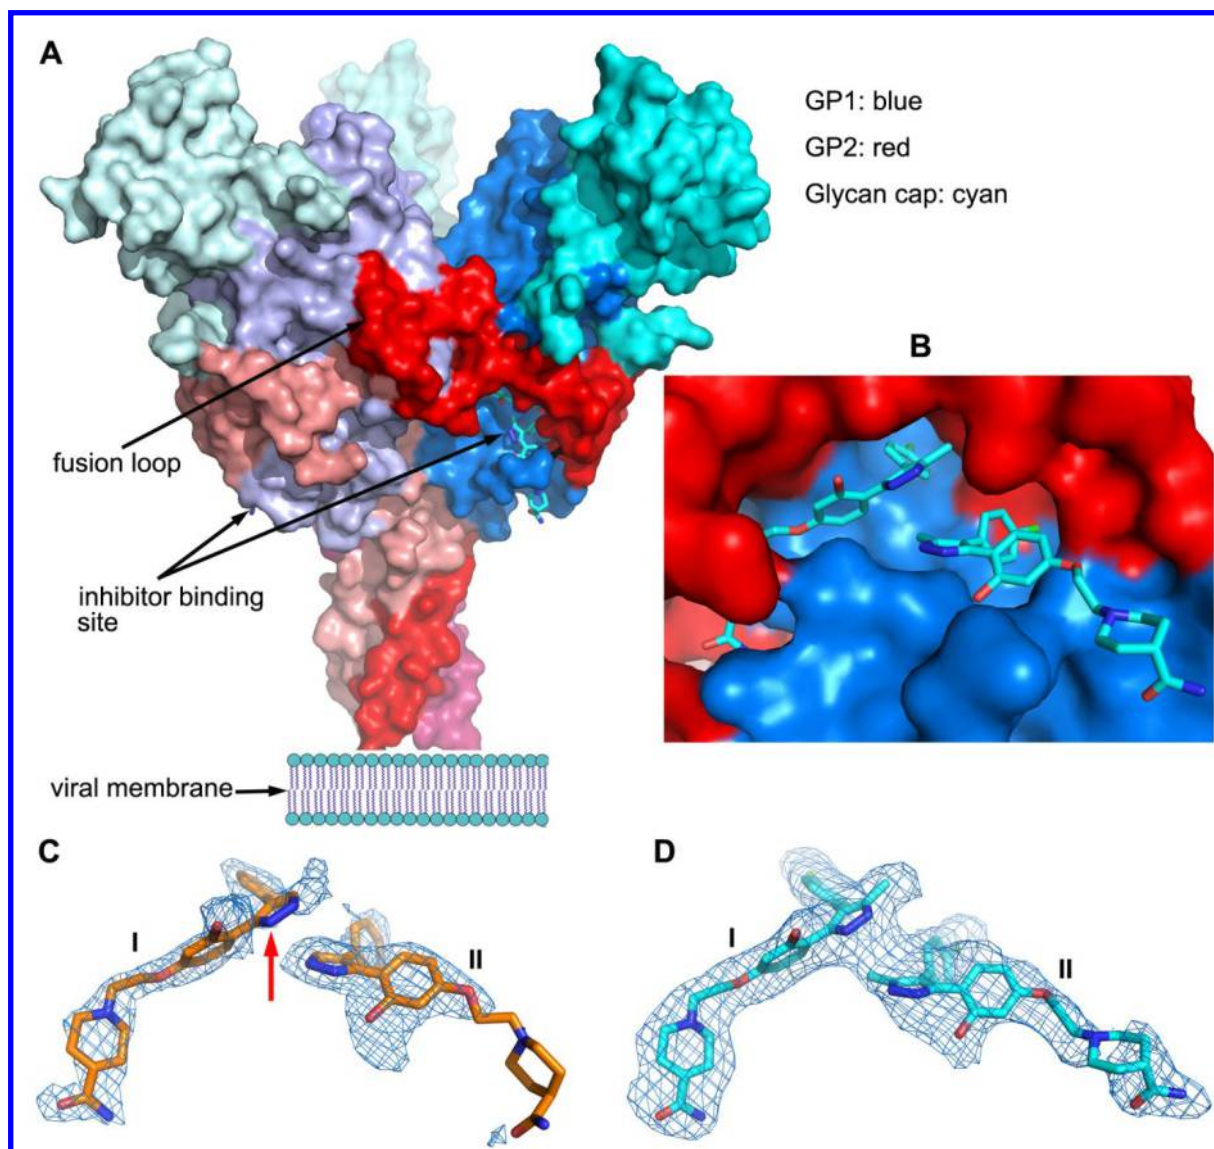 A
GP1: blue
GP2: red
Glycan cap: cyan
B
fusion loop
inhibitor binding
site
viral membrane
C
D
I
II
I
II